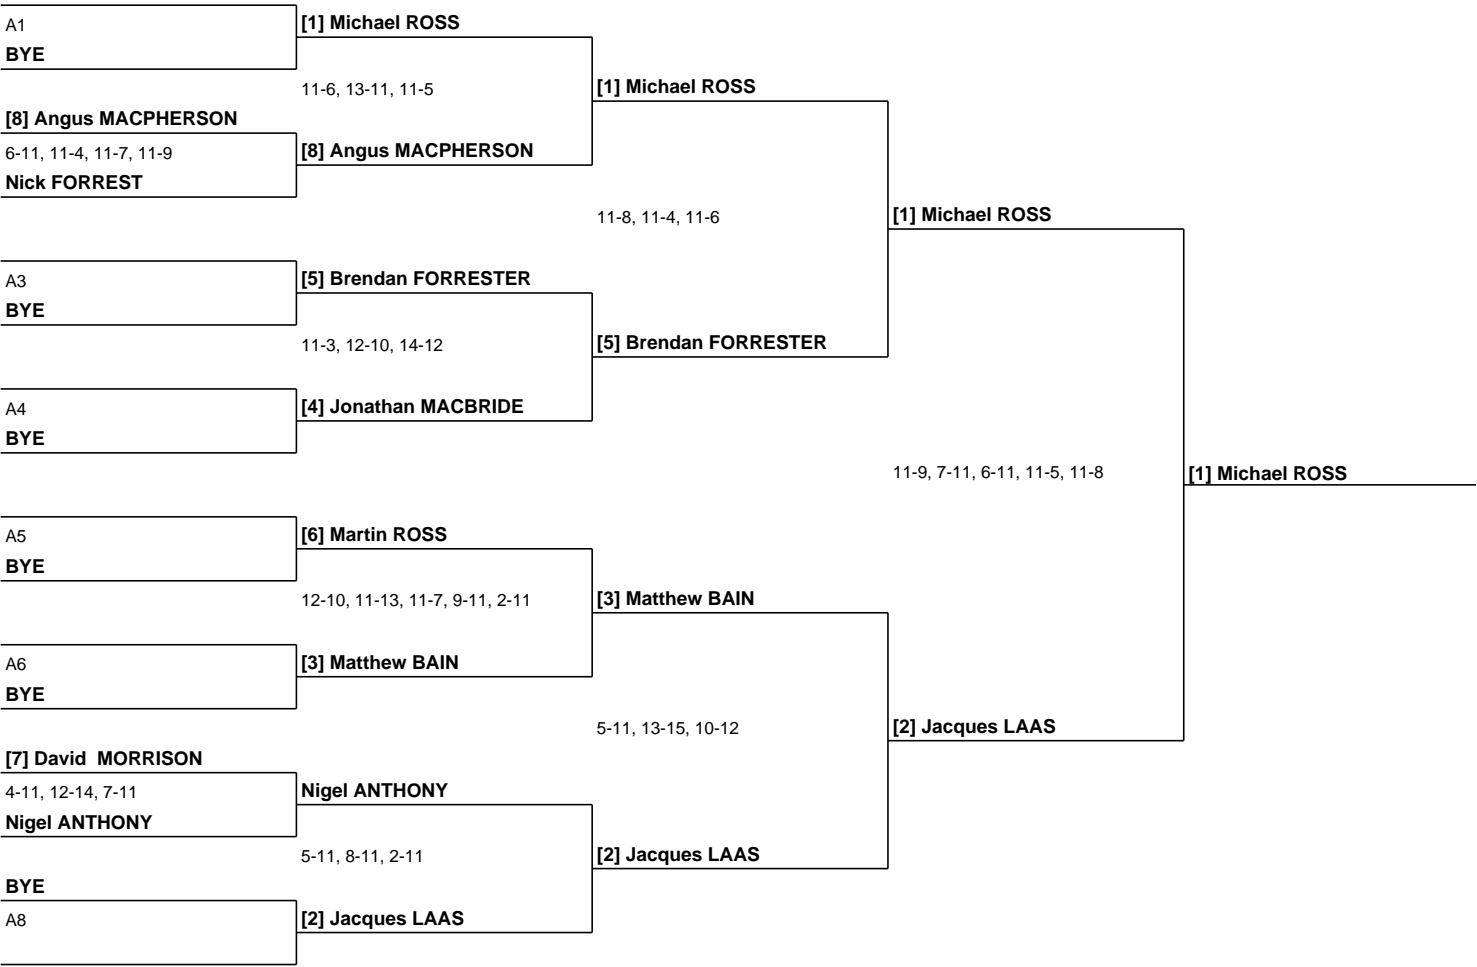 A1
BYE
[8] Angus MACPHERSON
6-11, 11-4, 11-7, 11-9
Nick FORREST
A3
BYE
A4
BYE
A5
BYE
A6
BYE
[7] David  MORRISON
4-11, 12-14, 7-11
Nigel ANTHONY
BYE
A8
[1] Michael ROSS
11-6, 13-11, 11-5
[8] Angus MACPHERSON
[5] Brendan FORRESTER
11-3, 12-10, 14-12
[4] Jonathan MACBRIDE
[6] Martin ROSS
12-10, 11-13, 11-7, 9-11, 2-11
[3] Matthew BAIN
Nigel ANTHONY
5-11, 8-11, 2-11
[2] Jacques LAAS
[1] Michael ROSS
11-8, 11-4, 11-6
[5] Brendan FORRESTER
[3] Matthew BAIN
5-11, 13-15, 10-12
[2] Jacques LAAS
[1] Michael ROSS
11-9, 7-11, 6-11, 11-5, 11-8
[2] Jacques LAAS
[1] Michael ROSS